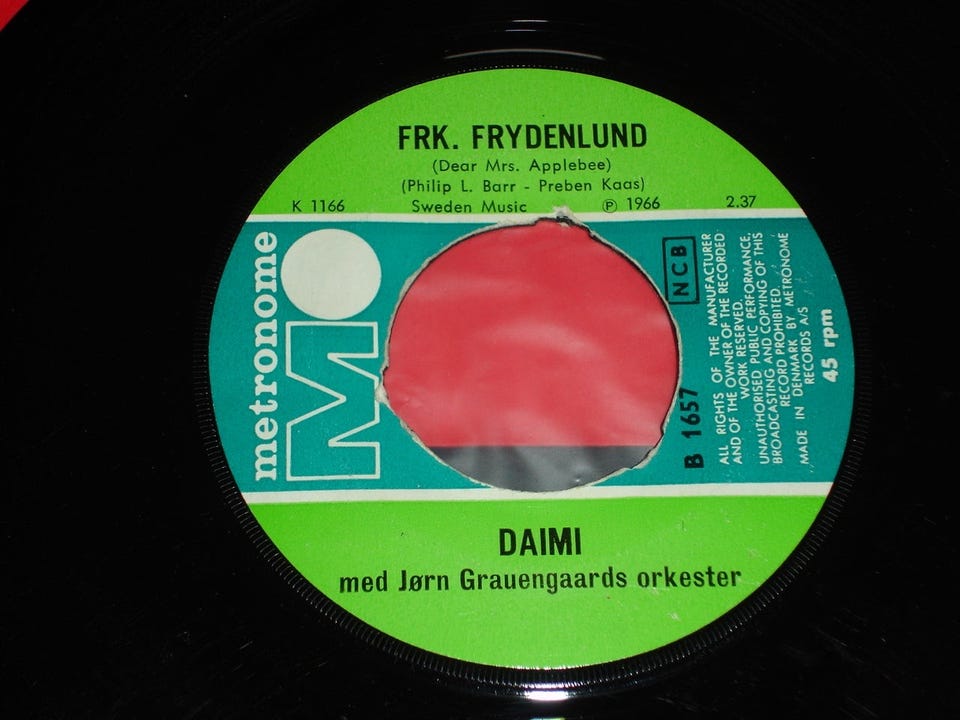 FRK. FRYDENLUND
(Dear Mrs. Applebee)
(Philip L. Barr - Preben Kaas)
K 1166 Sweden Music ℗ 1966 2.37
metronome
M
NCB
B 1657
ALL RIGHTS OF THE MANUFACTURER
AND OF THE OWNER OF THE RECORDED
WORK RESERVED.
UNAUTHORISED PUBLIC PERFORMANCE,
BROADCASTING AND COPYING OF THIS
RECORD PROHIBITED.
MADE IN DENMARK BY METRONOME
RECORDS A/S
45 rpm
DAIMI
med Jørn Grauengaards orkester